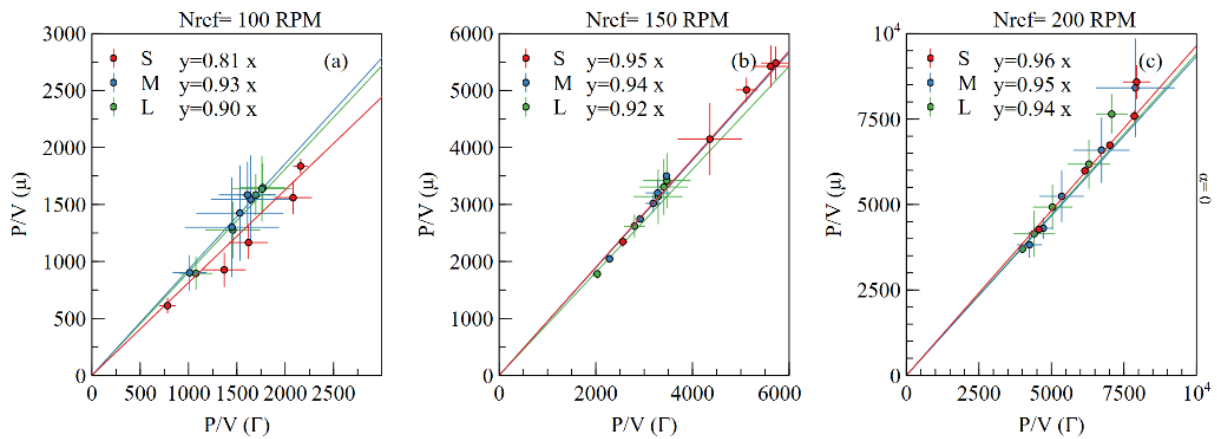 Nref= 100 RPM
3000
2500
2000
1500
1000
500
0
P/V (μ)
S y=0.81 x
M y=0.93 x
L y=0.90 x
(a)
0 500 1000 1500 2000 2500
P/V (Γ)
Nref= 150 RPM
6000
5000
4000
3000
2000
1000
0
P/V (μ)
S y=0.95 x
M y=0.94 x
L y=0.92 x
(b)
0 2000 4000 6000
P/V (Γ)
Nref= 200 RPM
10⁴
7500
5000
2500
0
P/V (μ)
S y=0.96 x
M y=0.95 x
L y=0.94 x
(c)
0 2500 5000 7500 10⁴
P/V (Γ)